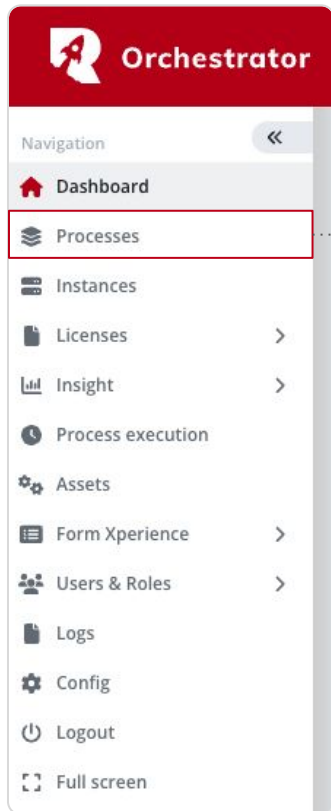 Orchestrator
Navigation
Dashboard
Processes
Instances
Licenses
Insight
Process execution
Assets
Form Xperience
Users & Roles
Logs
Config
Logout
Full screen